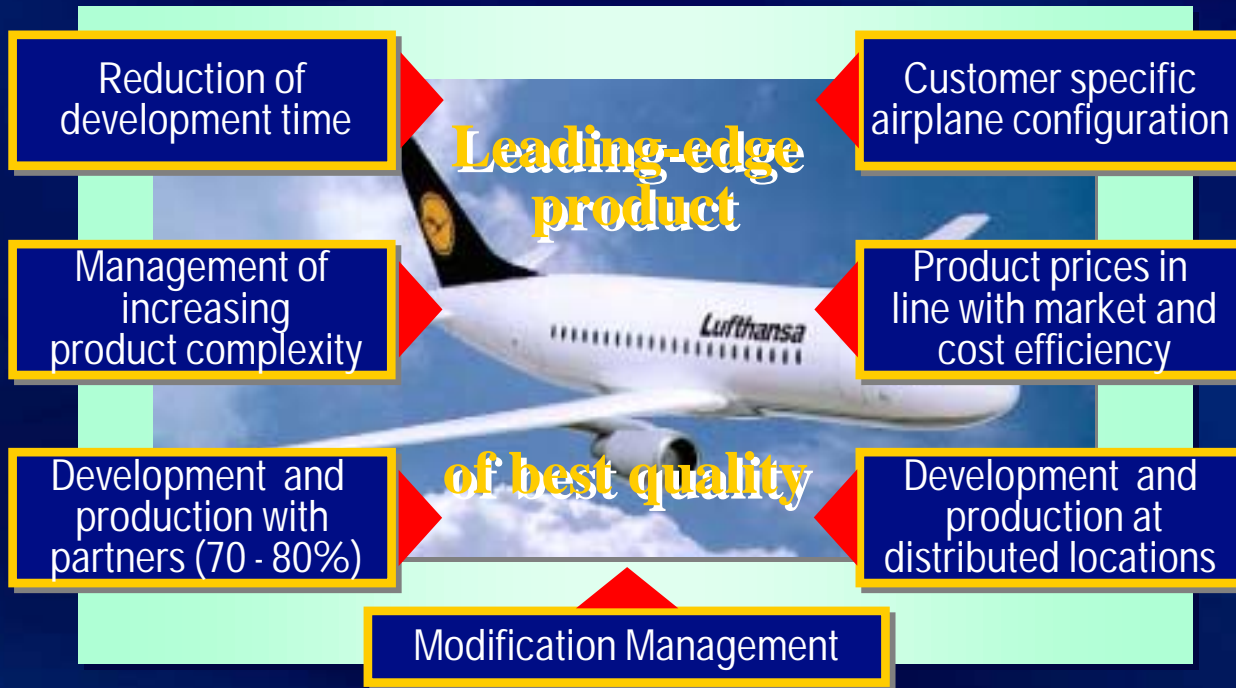 Reduction of
development time
Customer specific
airplane configuration
Leading-edge
product
Management of
increasing
product complexity
Lufthansa
Product prices in
line with market and
cost efficiency
Development and
production with
partners (70 - 80%)
of best quality
Development and
production at
distributed locations
Modification Management